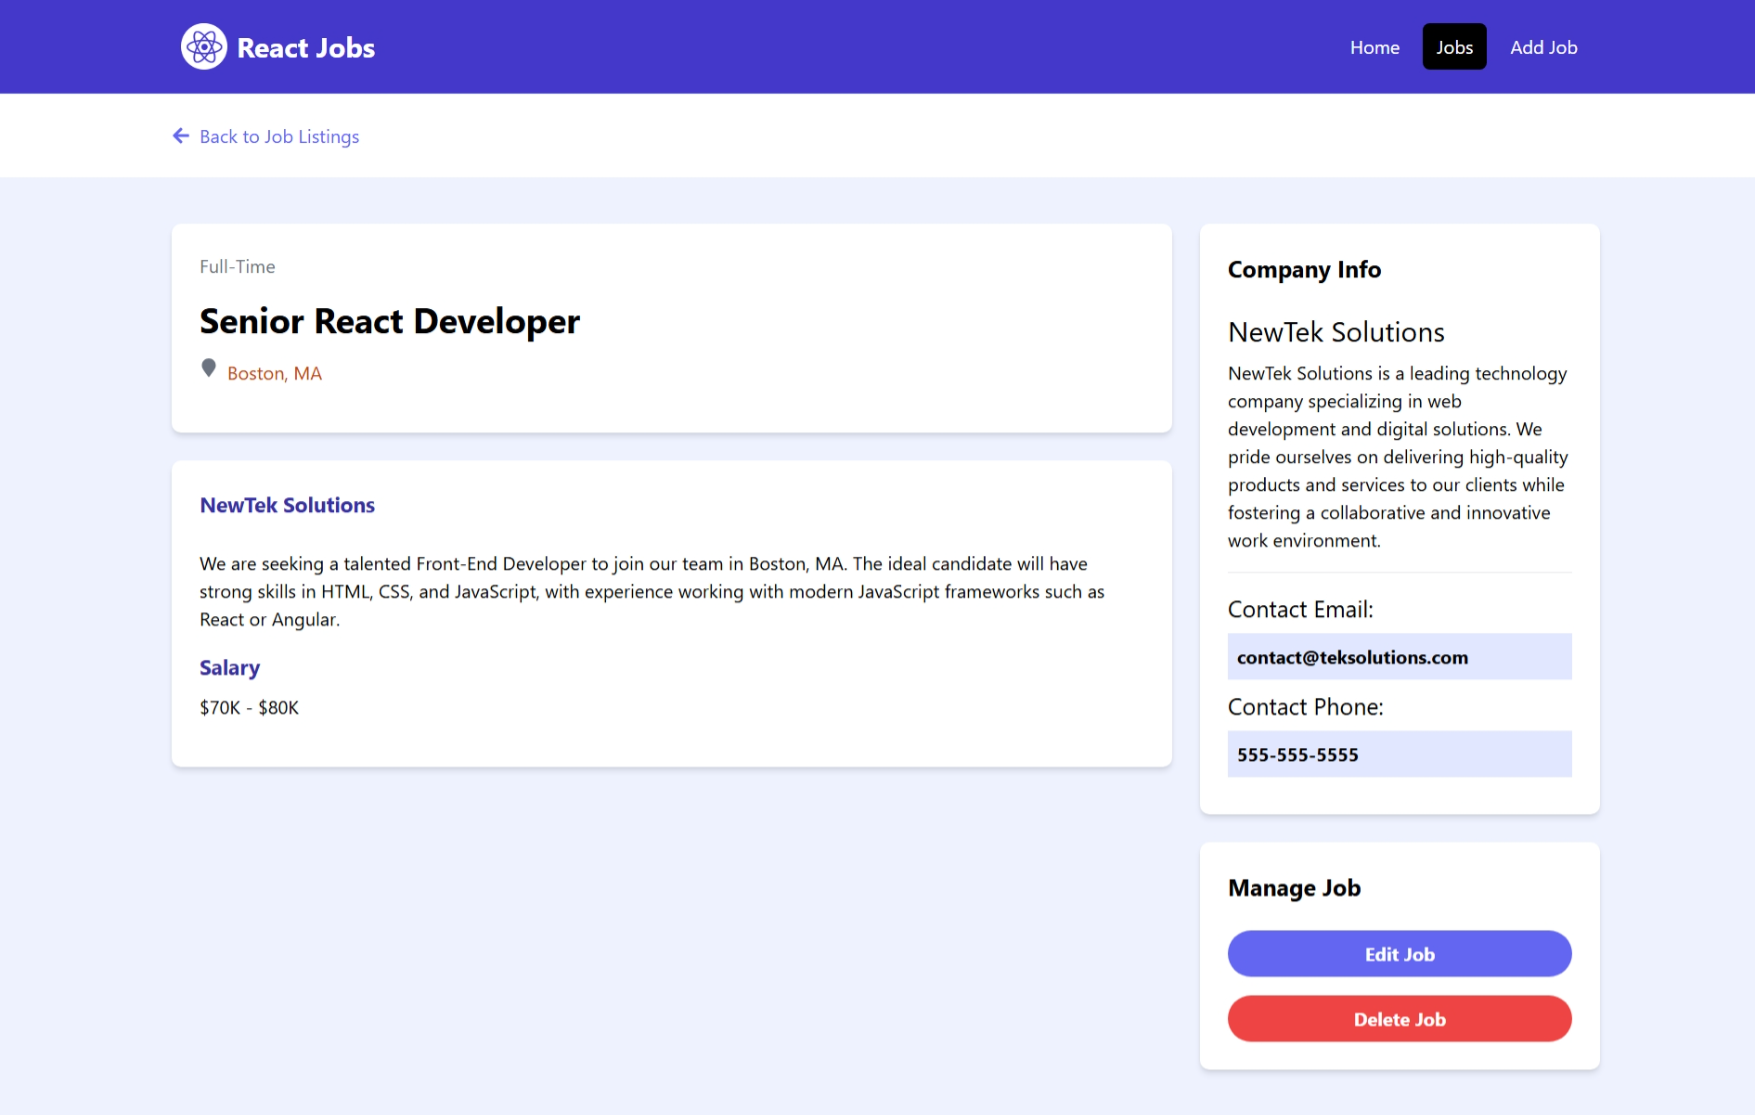 React Jobs
Home
Jobs
Add Job
Back to Job Listings
Full-Time
Senior React Developer
Boston, MA
NewTek Solutions
We are seeking a talented Front-End Developer to join our team in Boston, MA. The ideal candidate will have
strong skills in HTML, CSS, and JavaScript, with experience working with modern JavaScript frameworks such as
React or Angular.
Salary
$70K - $80K
Company Info
NewTek Solutions
NewTek Solutions is a leading technology
company specializing in web
development and digital solutions. We
pride ourselves on delivering high-quality
products and services to our clients while
fostering a collaborative and innovative
work environment.
Contact Email:
contact@teksolutions.com
Contact Phone:
555-555-5555
Manage Job
Edit Job
Delete Job